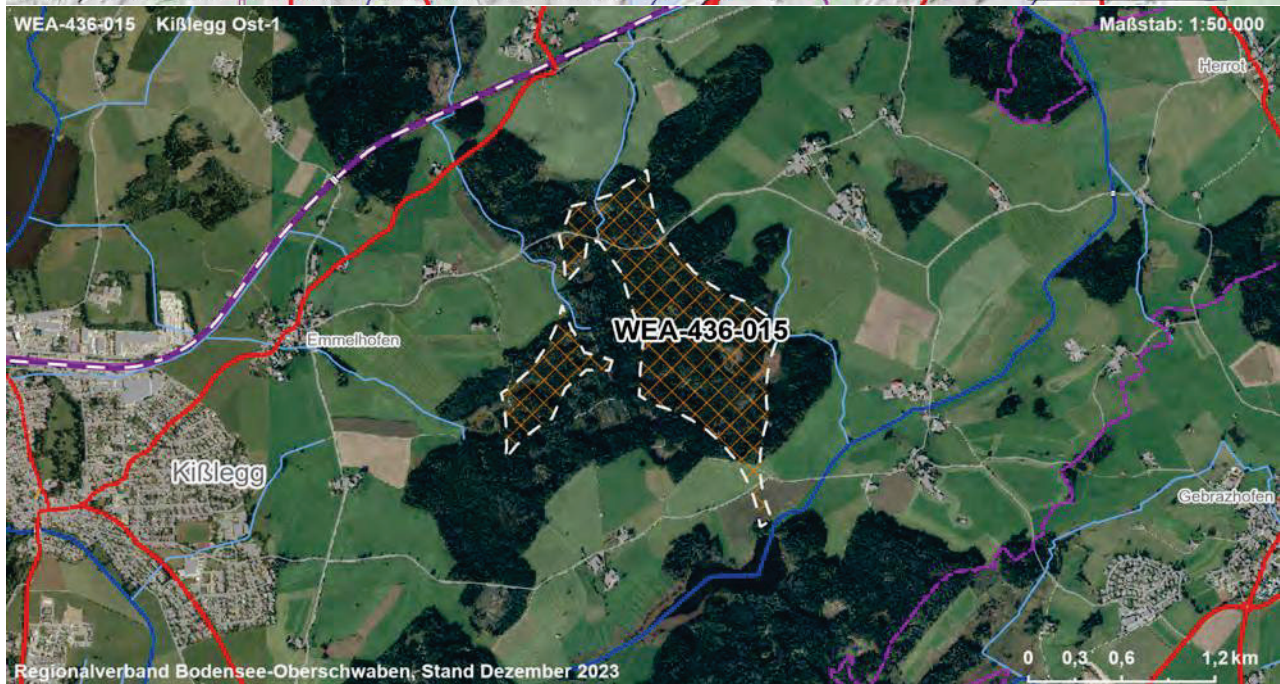 WEA-436-015 Kißlegg Ost-1
Maßstab: 1:50.000
Herrot
WEA-436-015
Emmelhofen
Kißlegg
Gebrazhofen
0 0,3 0,6 1,2 km
Regionalverband Bodensee-Oberschwaben, Stand Dezember 2023